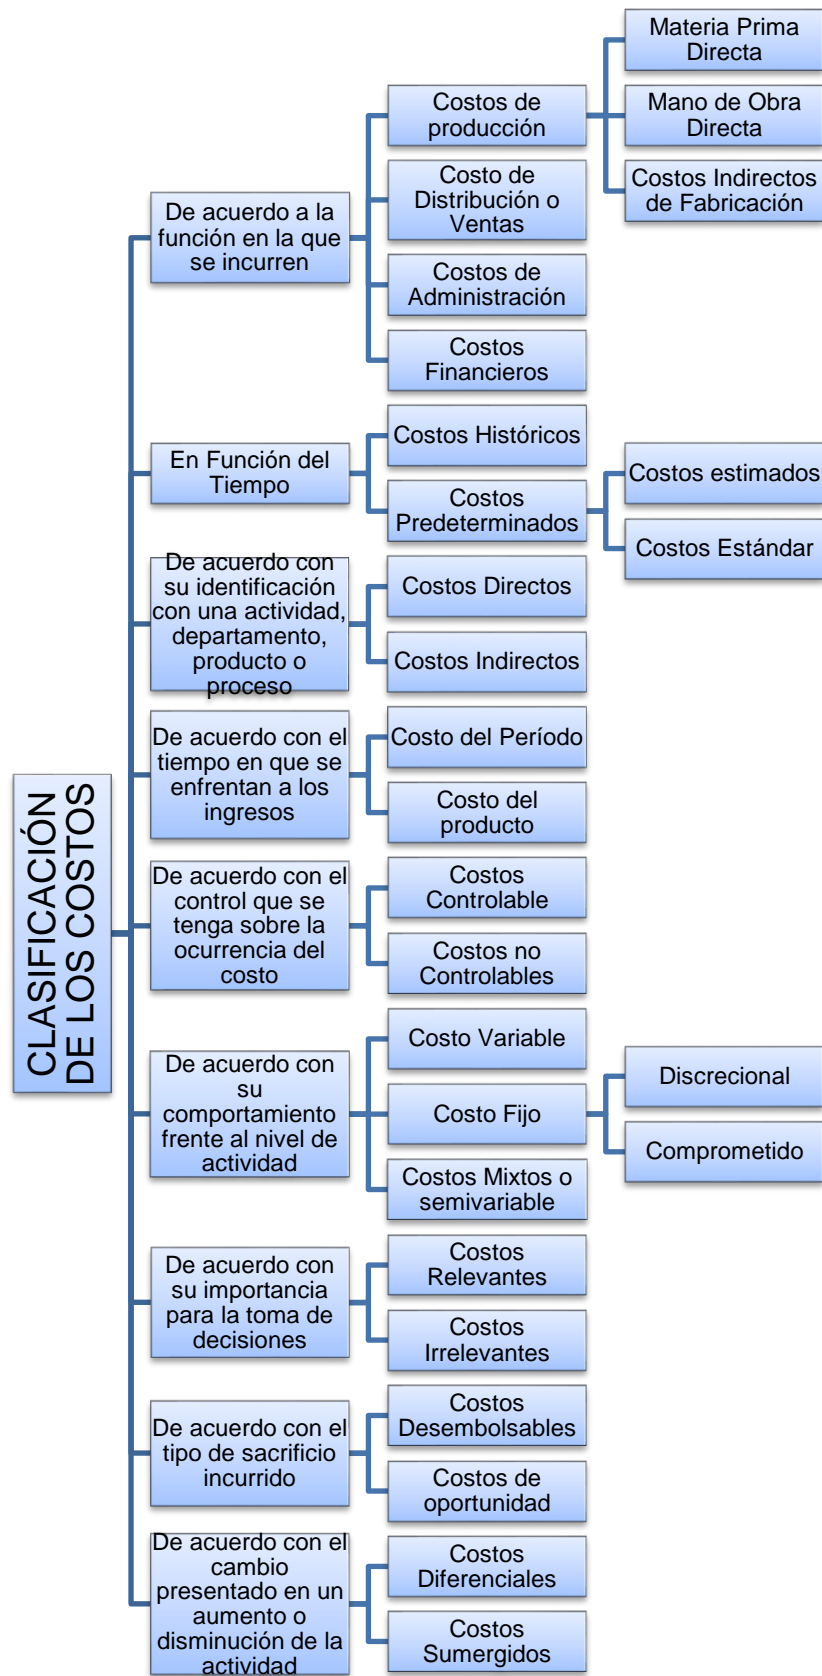 CLASIFICACIÓN
DE LOS COSTOS
De acuerdo a la
función en la que
se incurren
Costos de
producción
Materia Prima
Directa
Mano de Obra
Directa
Costos Indirectos
de Fabricación
Costo de
Distribución o
Ventas
Costos de
Administración
Costos
Financieros
En Función del
Tiempo
Costos Históricos
Costos
Predeterminados
Costos estimados
Costos Estándar
De acuerdo con
su identificación
con una actividad,
departamento,
producto o
proceso
Costos Directos
Costos Indirectos
De acuerdo con el
tiempo en que se
enfrentan a los
ingresos
Costo del Período
Costo del
producto
De acuerdo con el
control que se
tenga sobre la
ocurrencia del
costo
Costos
Controlable
Costos no
Controlables
De acuerdo con
su
comportamiento
frente al nivel de
actividad
Costo Variable
Costo Fijo
Discrecional
Comprometido
Costos Mixtos o
semivariable
De acuerdo con
su importancia
para la toma de
decisiones
Costos
Relevantes
Costos
Irrelevantes
De acuerdo con el
tipo de sacrificio
incurrido
Costos
Desembolsables
Costos de
oportunidad
De acuerdo con el
cambio
presentado en un
aumento o
disminución de la
actividad
Costos
Diferenciales
Costos
Sumergidos